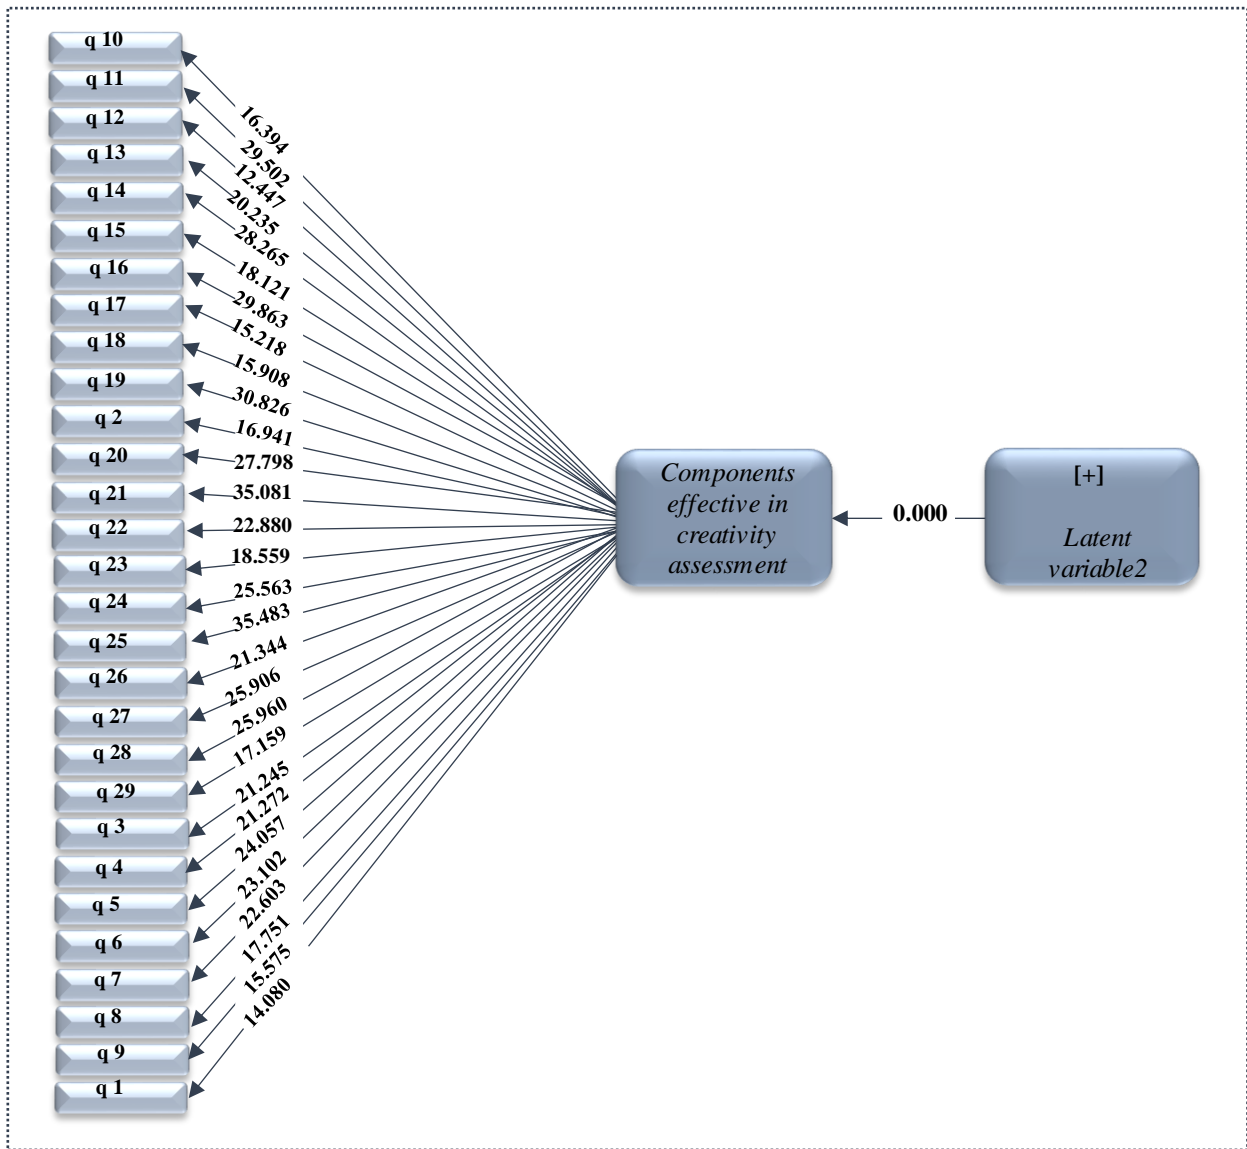 q 10
q 11
q 12
q 13
q 14
q 15
q 16
q 17
q 18
q 19
q 2
q 20
q 21
q 22
q 23
q 24
q 25
q 26
q 27
q 28
q 29
q 3
q 4
q 5
q 6
q 7
q 8
q 9
q 1
16.394
29.502
12.447
20.235
28.265
18.121
29.863
15.218
15.908
30.826
16.941
27.798
35.081
22.880
18.559
25.563
35.483
21.344
25.906
25.960
17.159
21.245
21.272
24.057
23.102
22.603
17.751
15.575
14.080
Components
effective in
creativity
assessment
0.000
[+]
Latent
variable2